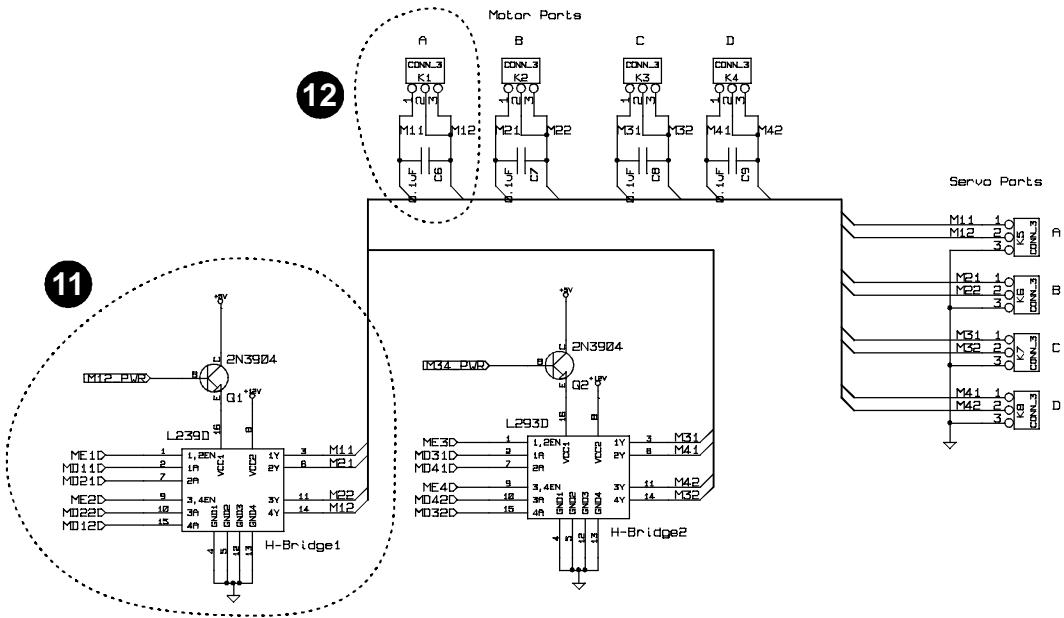 Motor Ports
A B C D
CONN_3 CONN_3 CONN_3 CONN_3
K1 K2 K3 K4
12
1 2 3 1 2 3 1 2 3 1 2 3
M11 M12 M21 M22 M31 M32 M41 M42
0.1uF C6 0.1uF C7 0.1uF C8 0.1uF C9
Servo Ports
M11 1
M12 2
3
K5 CONN_3
A
M21 1
M22 2
3
K6 CONN_3
B
M31 1
M32 2
3
K7 CONN_3
C
M41 1
M42 2
3
K8 CONN_3
D
11
+5V
C
2N3904
M12_PWR B
E
Q1
+12V
16 8
L239D
VCC1 VCC2
ME1 1 1,2EN 1Y 3 M11
MD11 2 1A 2Y 6 M21
MD21 7 2A
ME2 9 3,4EN 3Y 11 M22
MD22 10 3A 4Y 14 M12
MD12 15 4A
GND1 GND2 GND3 GND4
4 5 12 13
H-Bridge1
+5V
C
2N3904
M34_PWR B
E
Q2
+12V
16 8
L293D
VCC1 VCC2
ME3 1 1,2EN 1Y 3 M31
MD31 2 1A 2Y 6 M41
MD41 7 2A
ME4 9 3,4EN 3Y 11 M42
MD42 10 3A 4Y 14 M32
MD32 15 4A
GND1 GND2 GND3 GND4
4 5 12 13
H-Bridge2